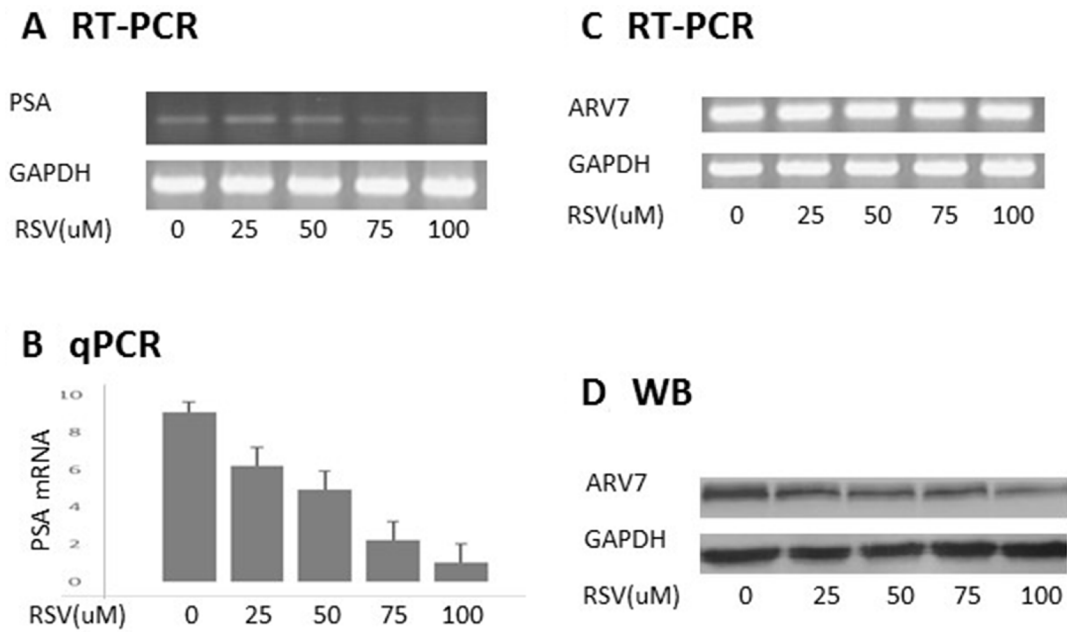 A RT-PCR
PSA
GAPDH
RSV(uM) 0 25 50 75 100
B qPCR
PSA mRNA
10
8
6
4
2
0
RSV(uM) 0 25 50 75 100
C RT-PCR
ARV7
GAPDH
RSV(uM) 0 25 50 75 100
D WB
ARV7
GAPDH
RSV(uM) 0 25 50 75 100